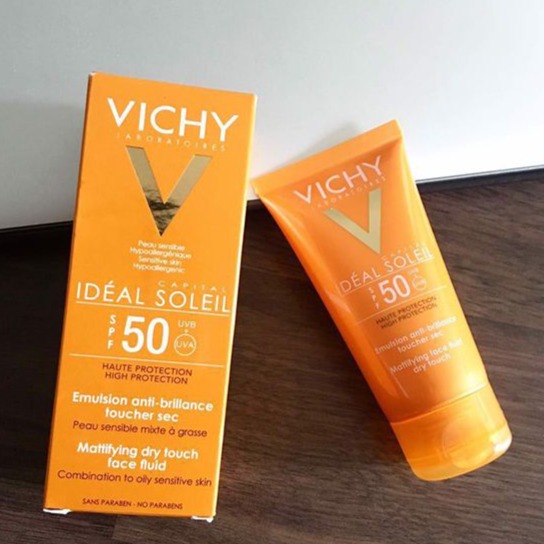 VICHY
LABORATOIRES
Peau sensible
Hypoallergénique
Sensitive skin
Hypoallergenic
CAPITAL
IDÉAL SOLEIL
SPF 50 UVB + UVA
HAUTE PROTECTION
HIGH PROTECTION
Emulsion anti-brillance
toucher sec
Peau sensible mixte à grasse
Mattifying dry touch
face fluid
Combination to oily sensitive skin
SANS PARABEN - NO PARABENS
VICHY
LABORATOIRES
CAPITAL
IDÉAL SOLEIL
SPF 50
HAUTE PROTECTION
HIGH PROTECTION
Emulsion anti-brillance
toucher sec
Mattifying face fluid
dry touch